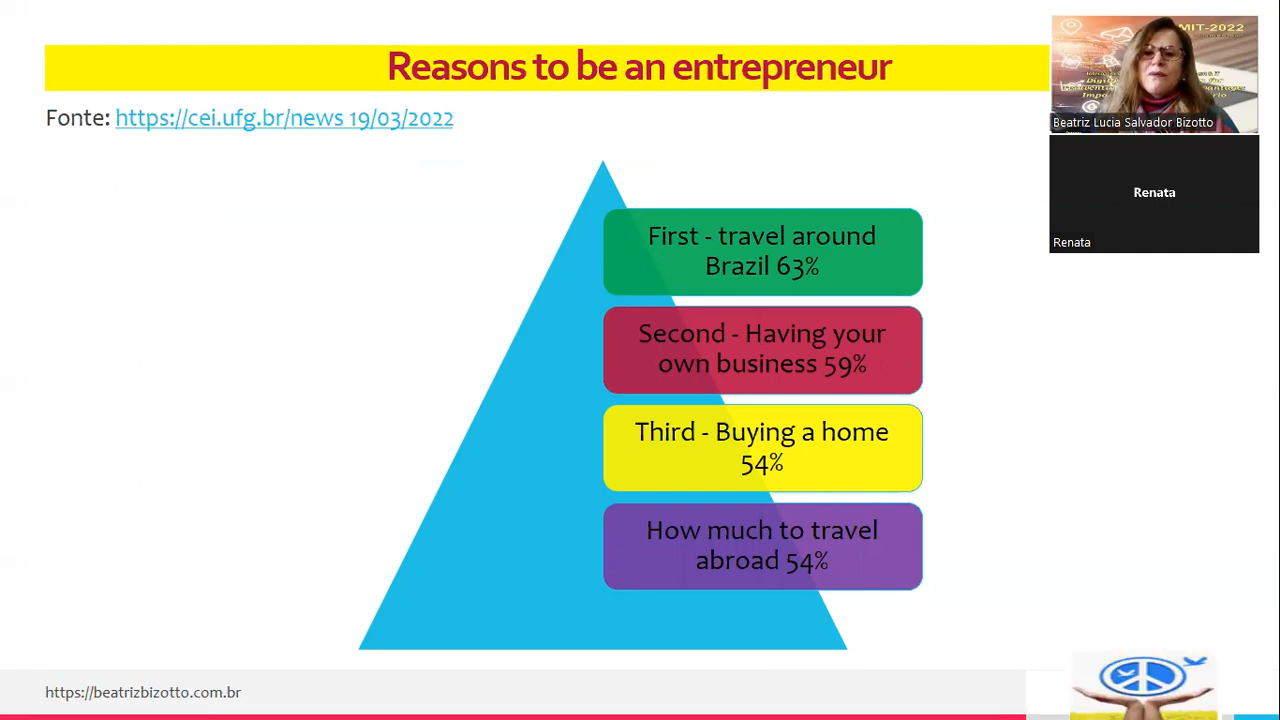 Reasons to be an entrepreneur
Fonte: https://cei.ufg.br/news 19/03/2022
First - travel around
Brazil 63%
Second - Having your
own business 59%
Third - Buying a home
54%
How much to travel
abroad 54%
https://beatrizbizotto.com.br
MIT-2022
Beatriz Lucia Salvador Bizotto
Renata
Renata